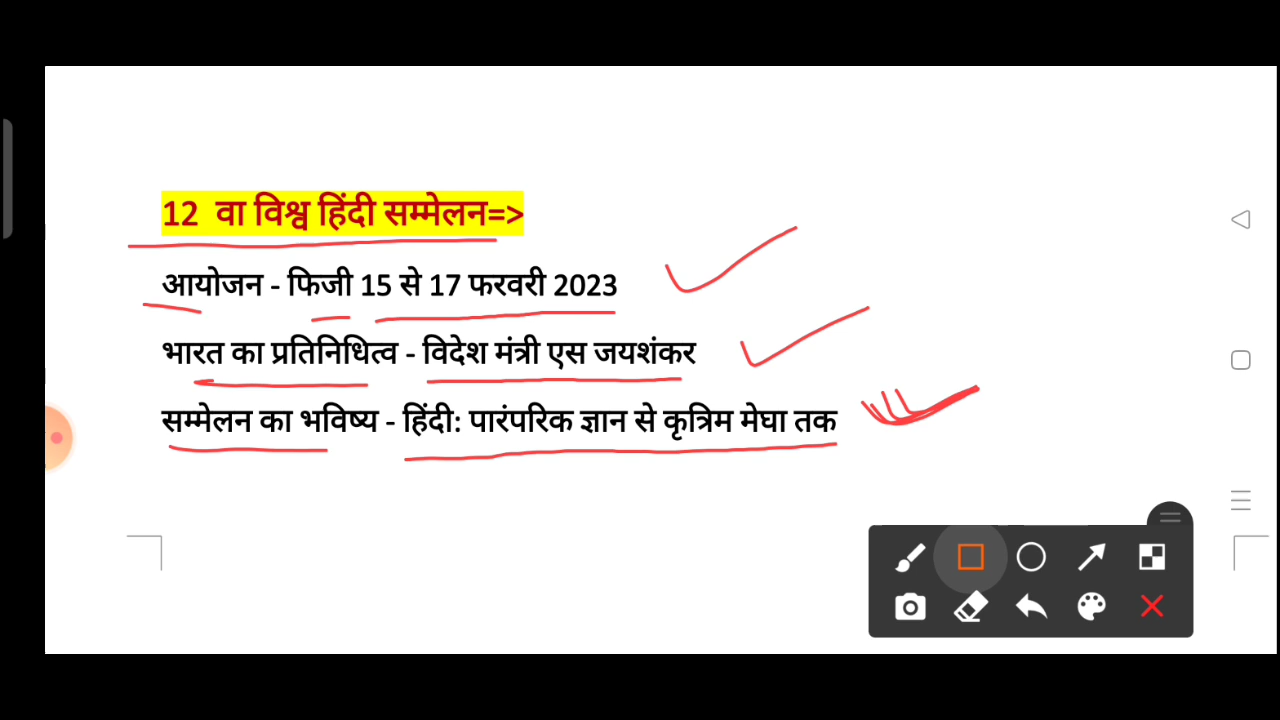 12 वा विश्व हिंदी सम्मेलन=>
आयोजन - फिजी 15 से 17 फरवरी 2023
भारत का प्रतिनिधित्व - विदेश मंत्री एस जयशंकर
सम्मेलन का भविष्य - हिंदी: पारंपरिक ज्ञान से कृत्रिम मेघा तक